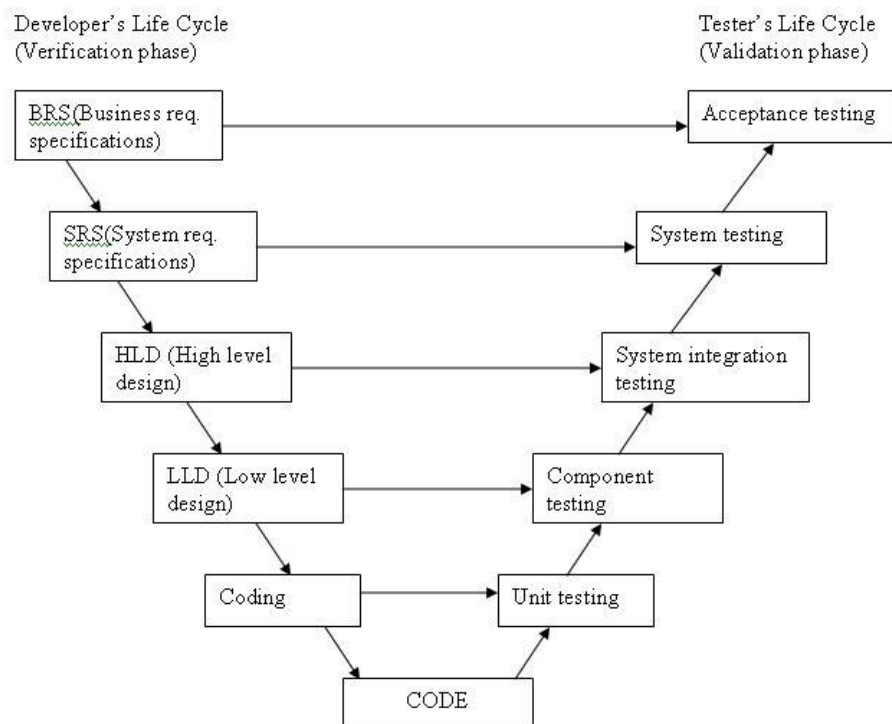 Developer's Life Cycle
(Verification phase)
Tester's Life Cycle
(Validation phase)
BRS(Business req.
specifications)
Acceptance testing
SRS(System req.
specifications)
System testing
HLD (High level
design)
System integration
testing
LLD (Low level
design)
Component
testing
Coding
Unit testing
CODE